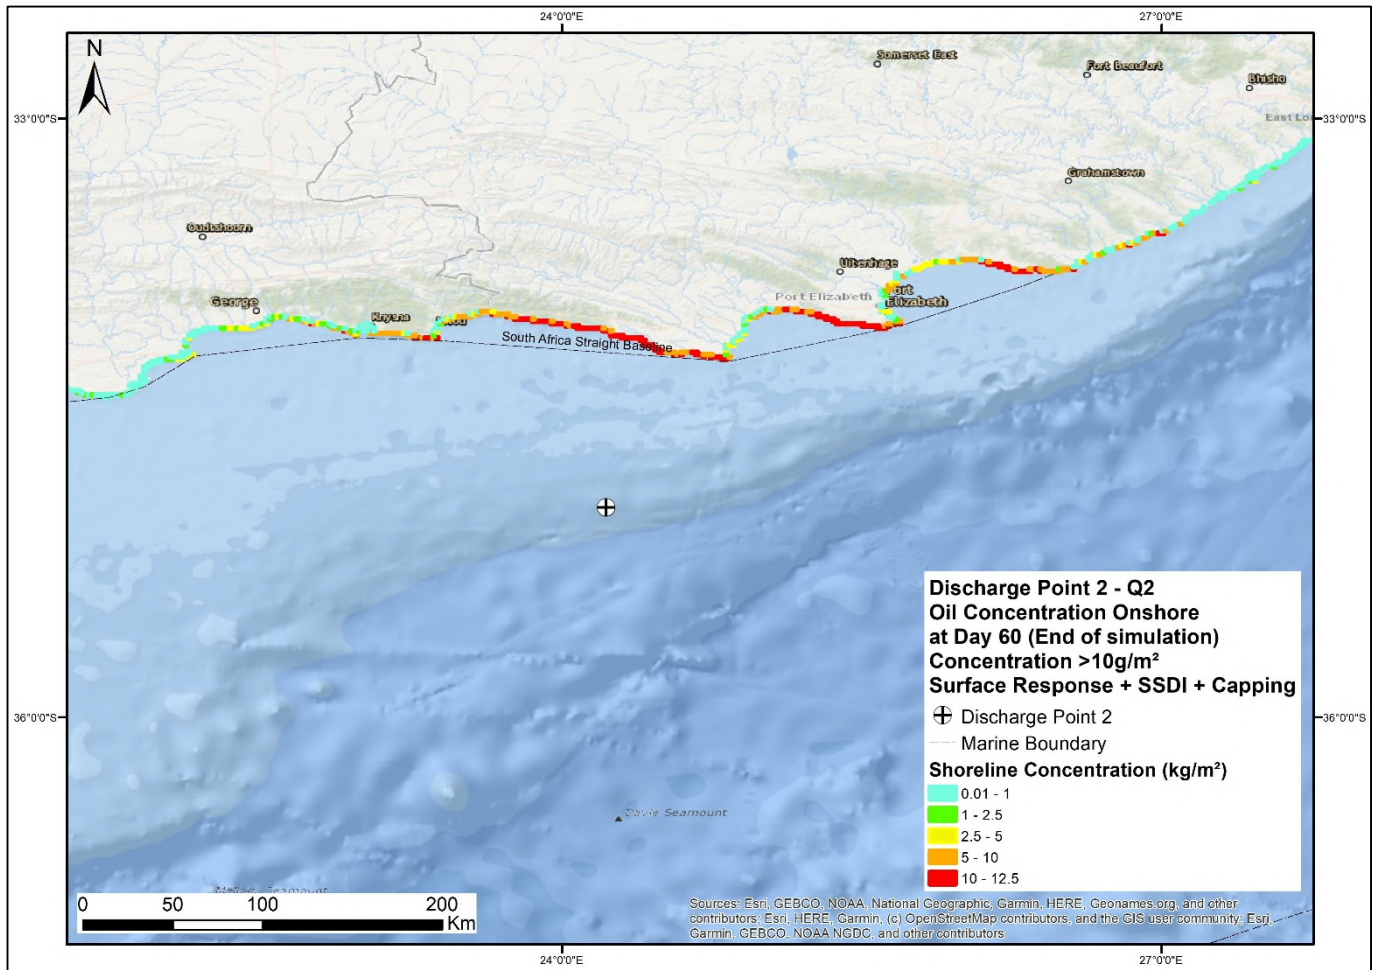 24°0'0"E
27°0'0"E
N
Somerset East
Fort Beaufort
Bhisho
33°0'0"S
33°0'0"S
East Lon
Grahamstown
Oudtshoorn
Uitenhage
George
Port Elizabeth
Port
Elizabeth
Knysna
South Africa Straight Baseline
Discharge Point 2 - Q2
Oil Concentration Onshore
at Day 60 (End of simulation)
Concentration >10g/m²
Surface Response + SSDI + Capping
Discharge Point 2
Marine Boundary
Shoreline Concentration (kg/m²)
0.01 - 1
1 - 2.5
2.5 - 5
5 - 10
10 - 12.5
36°0'0"S
36°0'0"S
Davie Seamount
Seamount
0 50 100 200
Km
Sources: Esri, GEBCO, NOAA, National Geographic, Garmin, HERE, Geonames.org, and other
contributors; Esri, HERE, Garmin, (c) OpenStreetMap contributors, and the GIS user community; Esri,
Garmin, GEBCO, NOAA NGDC, and other contributors
24°0'0"E
27°0'0"E